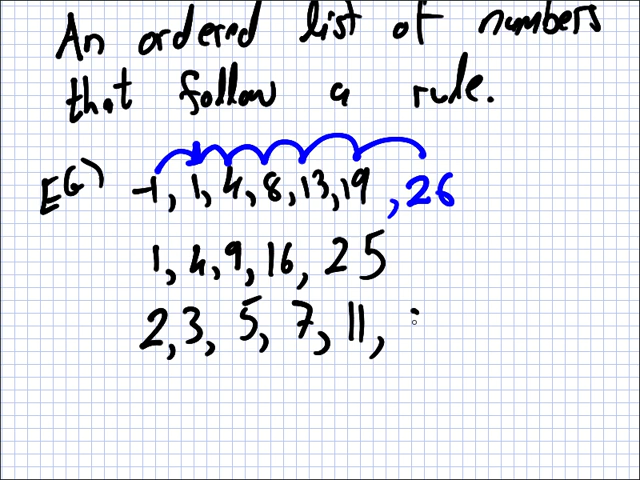 An ordered list of numbers
that follow a rule.
EG) -1, 1, 4, 8, 13, 19, 26
1, 4, 9, 16, 25
2, 3, 5, 7, 11,